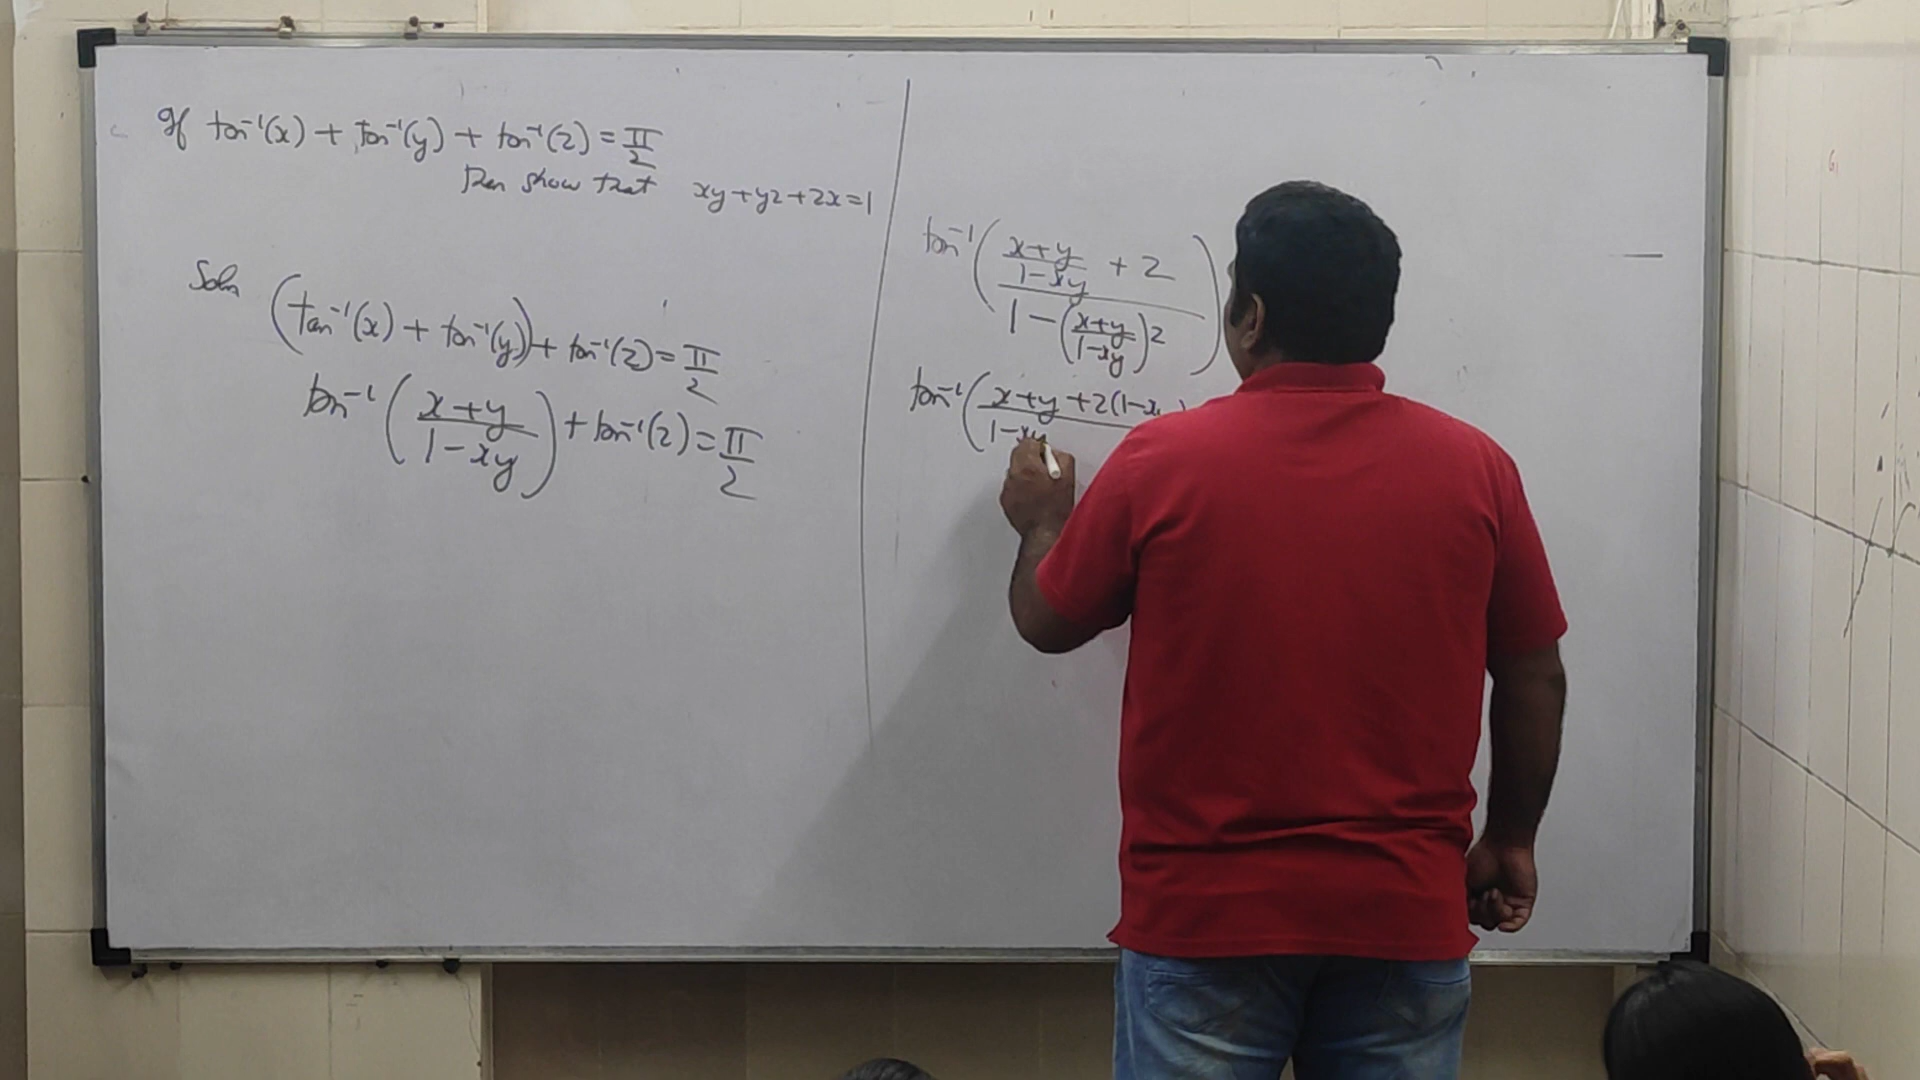 If tan⁻¹(x) + tan⁻¹(y) + tan⁻¹(z) = π/2
then show that xy + yz + zx = 1
Soln (tan⁻¹(x) + tan⁻¹(y)) + tan⁻¹(z) = π/2
tan⁻¹((x+y)/(1-xy)) + tan⁻¹(z) = π/2
tan⁻¹(((x+y)/(1-xy) + z)/(1-((x+y)/(1-xy))z))
tan⁻¹(x+y+z(1-x
1-xy